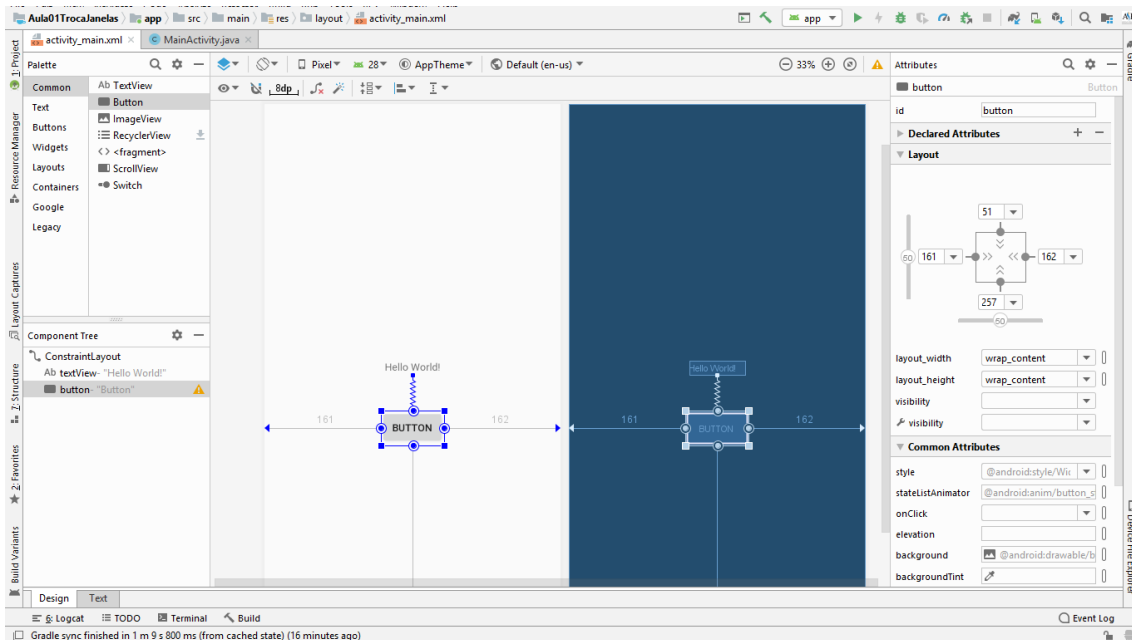 Aula01TrocaJanelas app src main res layout activity_main.xml app
activity_main.xml MainActivity.java
1: Project
Resource Manager
Layout Captures
7: Structure
2: Favorites
Build Variants
Palette
Common
Text
Buttons
Widgets
Layouts
Containers
Google
Legacy
Ab TextView
Button
ImageView
RecyclerView
<> <fragment>
ScrollView
Switch
Component Tree
ConstraintLayout
Ab textView- "Hello World!"
button- "Button"
Pixel 28 AppTheme Default (en-us) 33%
8dp
Hello World!
161 162
BUTTON
Hello World!
161 162
BUTTON
Attributes
button Button
id button
Declared Attributes
Layout
51
50 161 162
257
50
layout_width wrap_content
layout_height wrap_content
visibility
visibility
Common Attributes
style @android:style/Wic
stateListAnimator @android:anim/button_s
onClick
elevation
background @android:drawable/b
backgroundTint
Gradle
Device File Explorer
Design Text
6: Logcat TODO Terminal Build Event Log
Gradle sync finished in 1 m 9 s 800 ms (from cached state) (16 minutes ago)